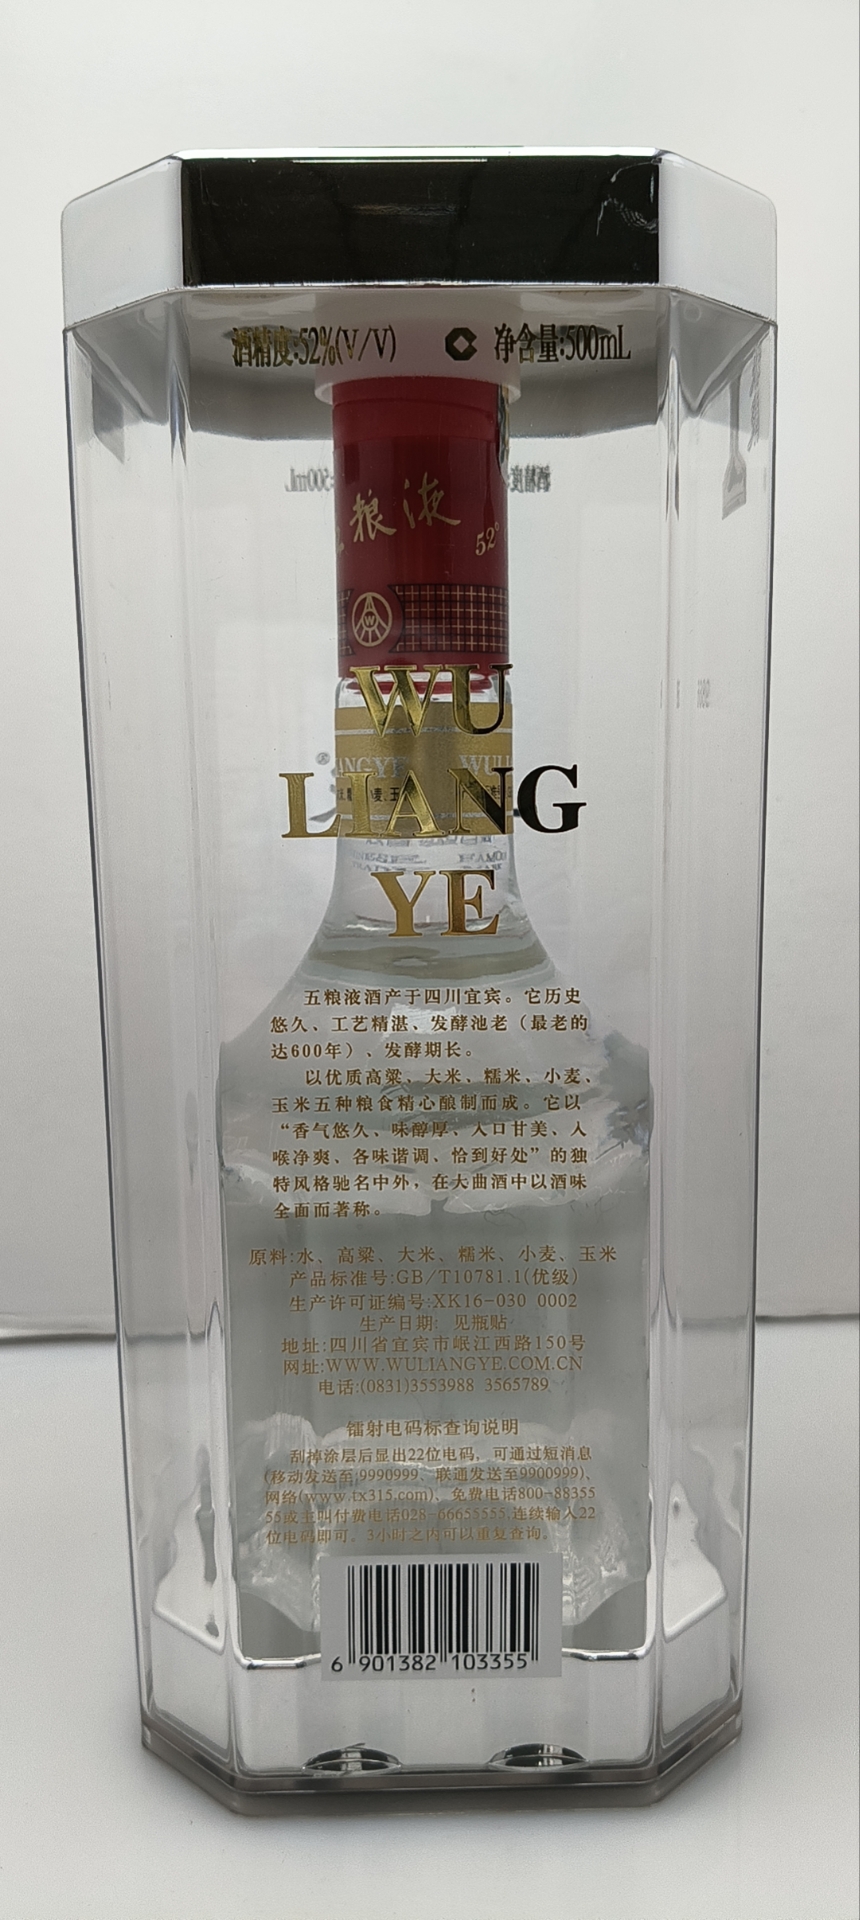 酒精度:52%(V/V) 净含量:500mL
粮液
52°
WU
LIANG
YE
五粮液酒产于四川宜宾。它历史
悠久、工艺精湛、发酵池老（最老的
达600年）、发酵期长。
以优质高粱、大米、糯米、小麦、
玉米五种粮食精心酿制而成。它以
“香气悠久、味醇厚、入口甘美、入
喉净爽、各味谐调、恰到好处”的独
特风格驰名中外，在大曲酒中以酒味
全面而著称。
原料:水、高粱、大米、糯米、小麦、玉米
产品标准号:GB/T10781.1(优级)
生产许可证编号:XK16-030 0002
生产日期: 见瓶贴
地址:四川省宜宾市岷江西路150号
网址:WWW.WULIANGYE.COM.CN
电话:(0831)3553988 3565789
镭射电码标查询说明
刮掉涂层后显出22位电码，可通过短消息
(移动发送至9990999、联通发送至9900999)、
网络(www.tx315.com)、免费电话800-88355
55或主叫付费电话028-66655555,连续输入22
位电码即可。3小时之内可以重复查询。
6 901382 103355